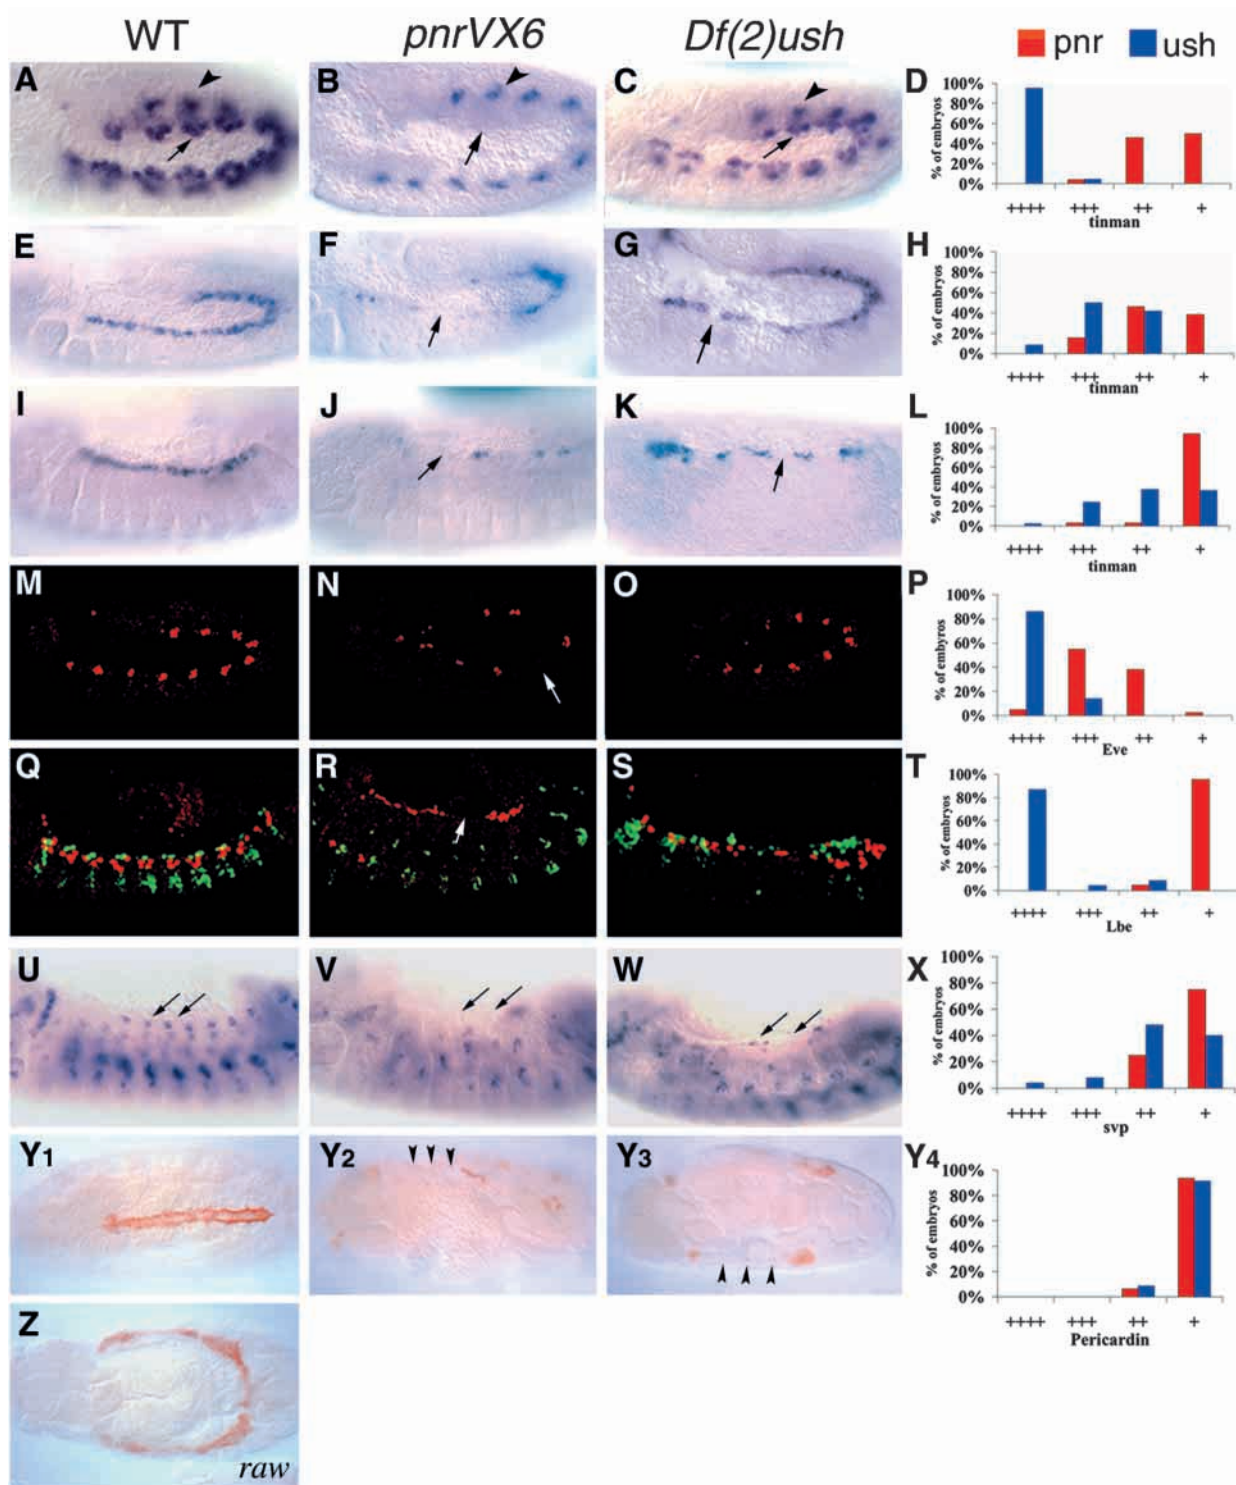 WT pnrVX6 Df(2)ush pnr ush
A B C D
% of embryos
100%
80%
60%
40%
20%
0%
++++ +++ ++ +
tinman
E F G H
% of embryos
100%
80%
60%
40%
20%
0%
++++ +++ ++ +
tinman
I J K L
% of embryos
100%
80%
60%
40%
20%
0%
++++ +++ ++ +
tinman
M N O P
% of embyros
100%
80%
60%
40%
20%
0%
++++ +++ ++ +
Eve
Q R S T
% of embryos
100%
80%
60%
40%
20%
0%
++++ +++ ++ +
Lbe
U V W X
% of embryos
100%
80%
60%
40%
20%
0%
++++ +++ ++ +
svp
Y1 Y2 Y3 Y4
% of embryos
100%
80%
60%
40%
20%
0%
++++ +++ ++ +
Pericardin
Z
raw